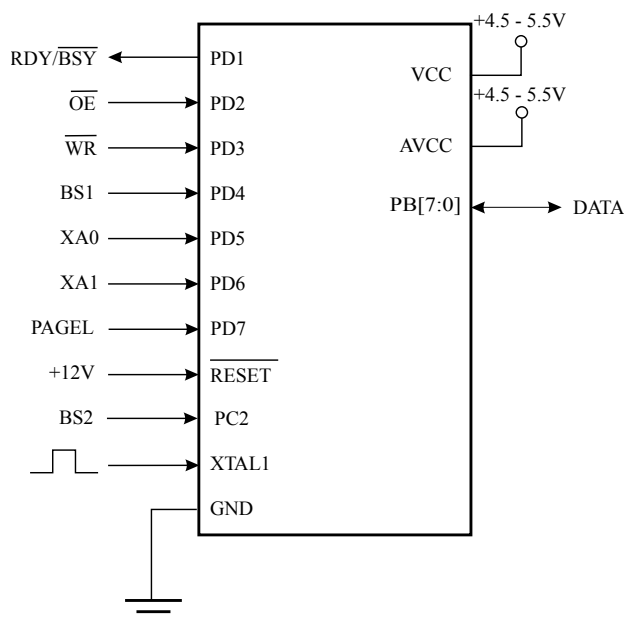 RDY/BSY PD1
OE PD2
WR PD3
BS1 PD4
XA0 PD5
XA1 PD6
PAGEL PD7
+12V RESET
BS2 PC2
XTAL1
GND
+4.5 - 5.5V
VCC
+4.5 - 5.5V
AVCC
PB[7:0] DATA